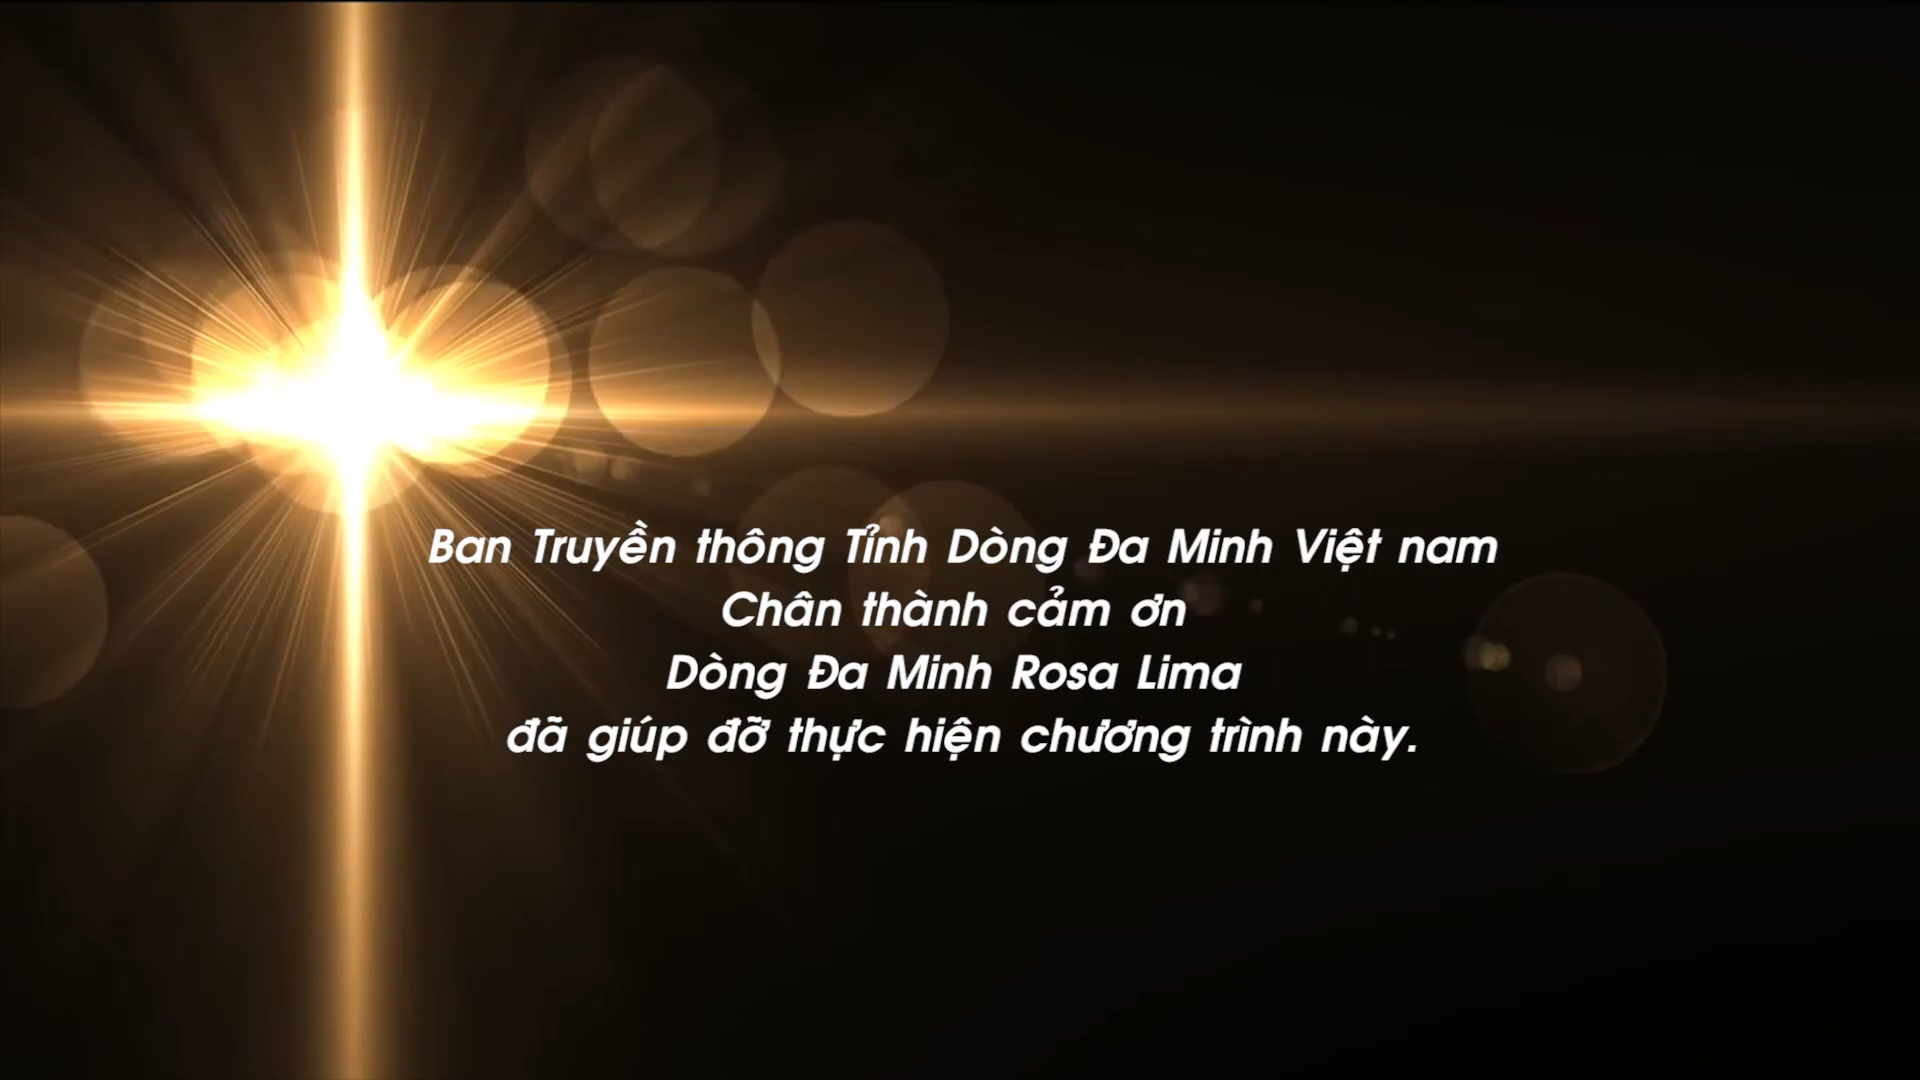 Ban Truyền thông Tỉnh Dòng Đa Minh Việt nam
Chân thành cảm ơn
Dòng Đa Minh Rosa Lima
đã giúp đỡ thực hiện chương trình này.